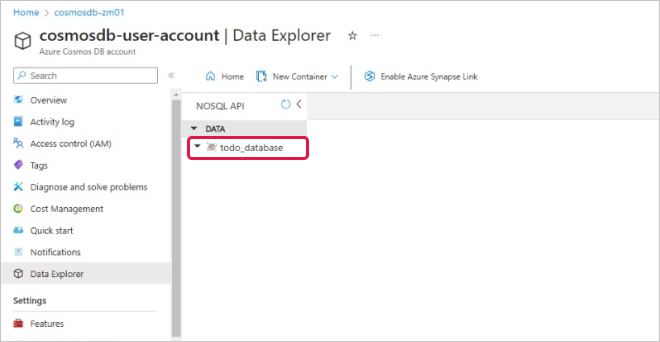 Home > cosmosdb-zm01
cosmosdb-user-account | Data Explorer ☆ ...
Azure Cosmos DB account
Search «
Home New Container Enable Azure Synapse Link
Overview
Activity log
Access control (IAM)
Tags
Diagnose and solve problems
Cost Management
Quick start
Notifications
Data Explorer
Settings
Features
NOSQL API
DATA
todo_database